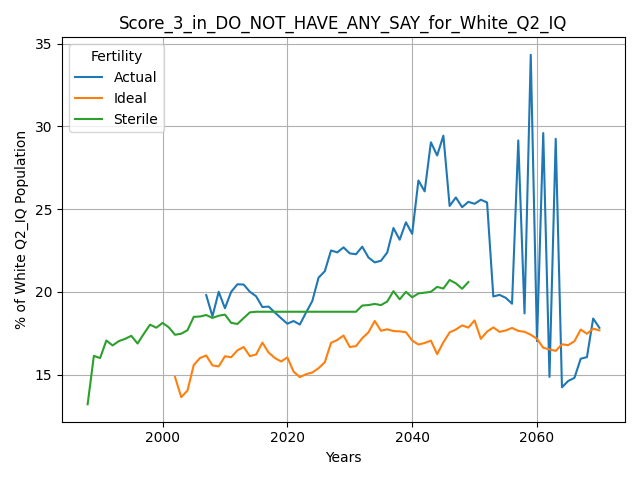 Score_3_in_DO_NOT_HAVE_ANY_SAY_for_White_Q2_IQ
% of White Q2_IQ Population
35
30
25
20
15
Fertility
Actual
Ideal
Sterile
2000
2020
2040
2060
Years